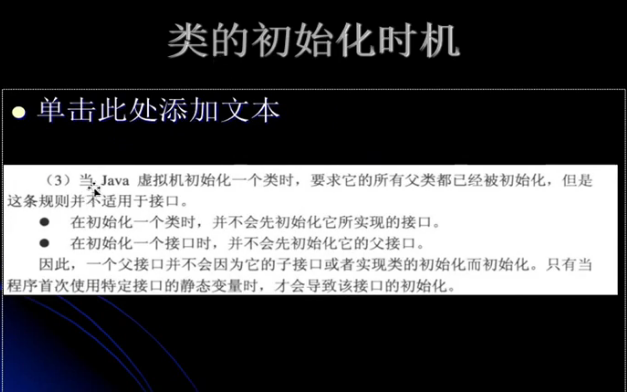 类的初始化时机
单击此处添加文本
（3）当 Java 虚拟机初始化一个类时，要求它的所有父类都已经被初始化，但是
这条规则并不适用于接口。
● 在初始化一个类时，并不会先初始化它所实现的接口。
● 在初始化一个接口时，并不会先初始化它的父接口。
因此，一个父接口并不会因为它的子接口或者实现类的初始化而初始化。只有当
程序首次使用特定接口的静态变量时，才会导致该接口的初始化。